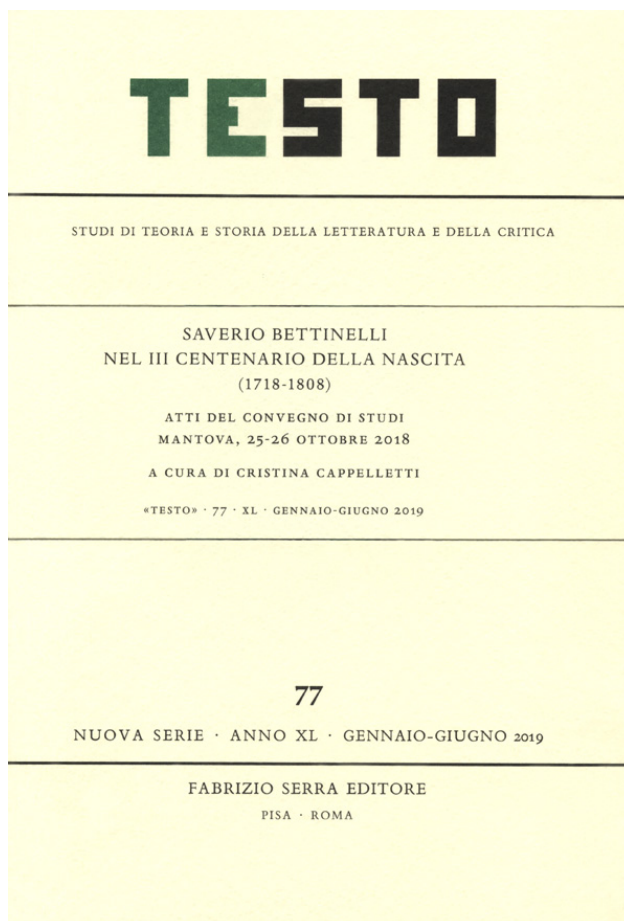 TESTO
STUDI DI TEORIA E STORIA DELLA LETTERATURA E DELLA CRITICA
SAVERIO BETTINELLI
NEL III CENTENARIO DELLA NASCITA
(1718-1808)
ATTI DEL CONVEGNO DI STUDI
MANTOVA, 25-26 OTTOBRE 2018
A CURA DI CRISTINA CAPPELLETTI
«TESTO» · 77 · XL · GENNAIO-GIUGNO 2019
77
NUOVA SERIE · ANNO XL · GENNAIO-GIUGNO 2019
FABRIZIO SERRA EDITORE
PISA · ROMA